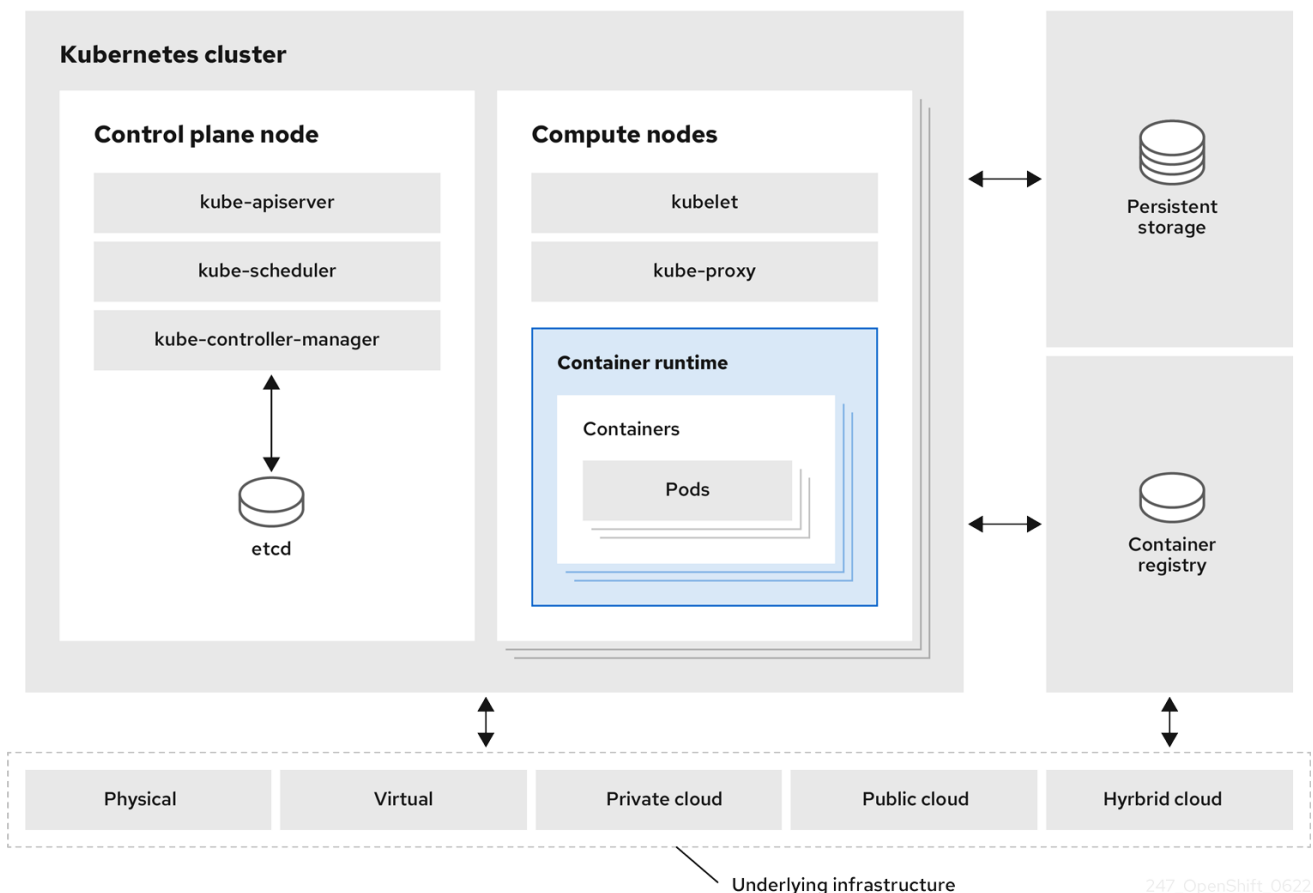 Kubernetes cluster
Control plane node
kube-apiserver
kube-scheduler
kube-controller-manager
etcd
Compute nodes
kubelet
kube-proxy
Container runtime
Containers
Pods
Persistent
storage
Container
registry
Physical
Virtual
Private cloud
Public cloud
Hyrbrid cloud
Underlying infrastructure
247_OpenShift_0622